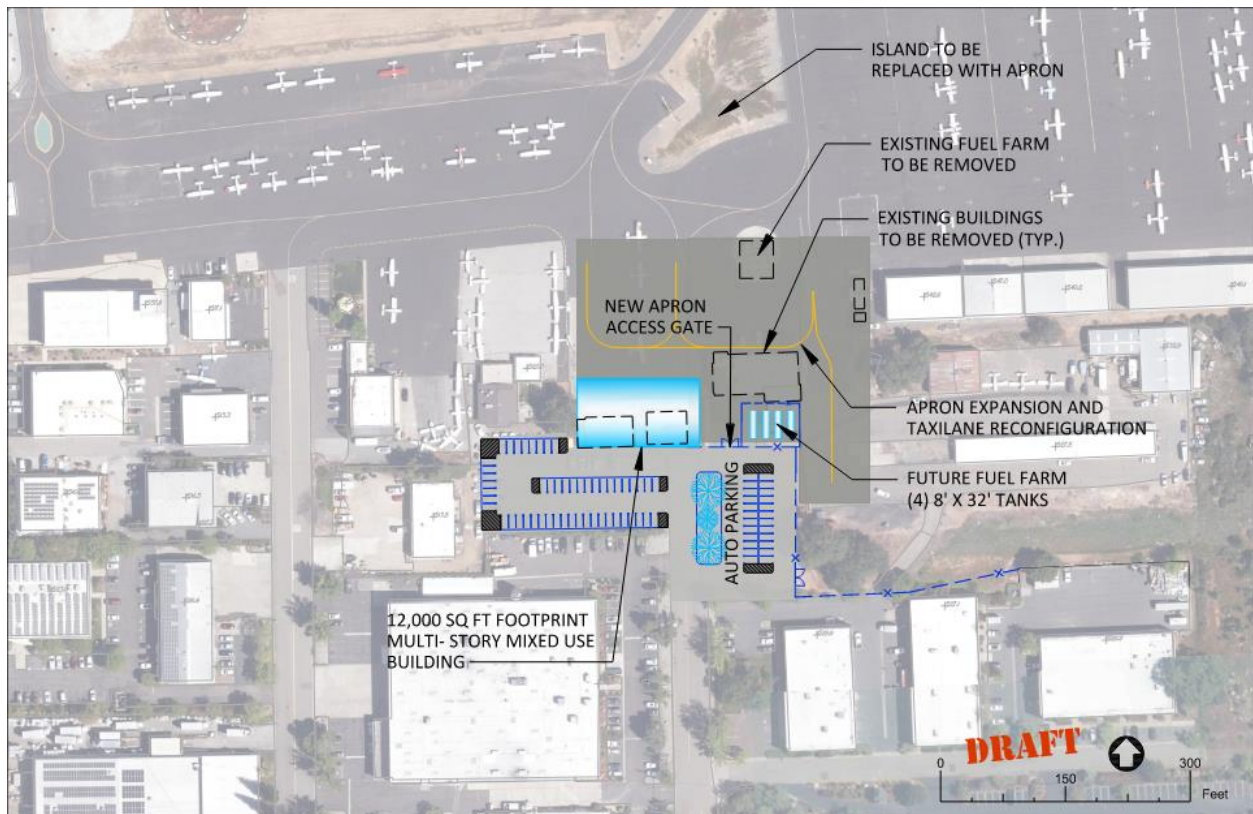 ISLAND TO BE
REPLACED WITH APRON
EXISTING FUEL FARM
TO BE REMOVED
EXISTING BUILDINGS
TO BE REMOVED (TYP.)
NEW APRON
ACCESS GATE
APRON EXPANSION AND
TAXILANE RECONFIGURATION
FUTURE FUEL FARM
(4) 8' X 32' TANKS
AUTO PARKING
12,000 SQ FT FOOTPRINT
MULTI- STORY MIXED USE
BUILDING
DRAFT
0
150
300
Feet